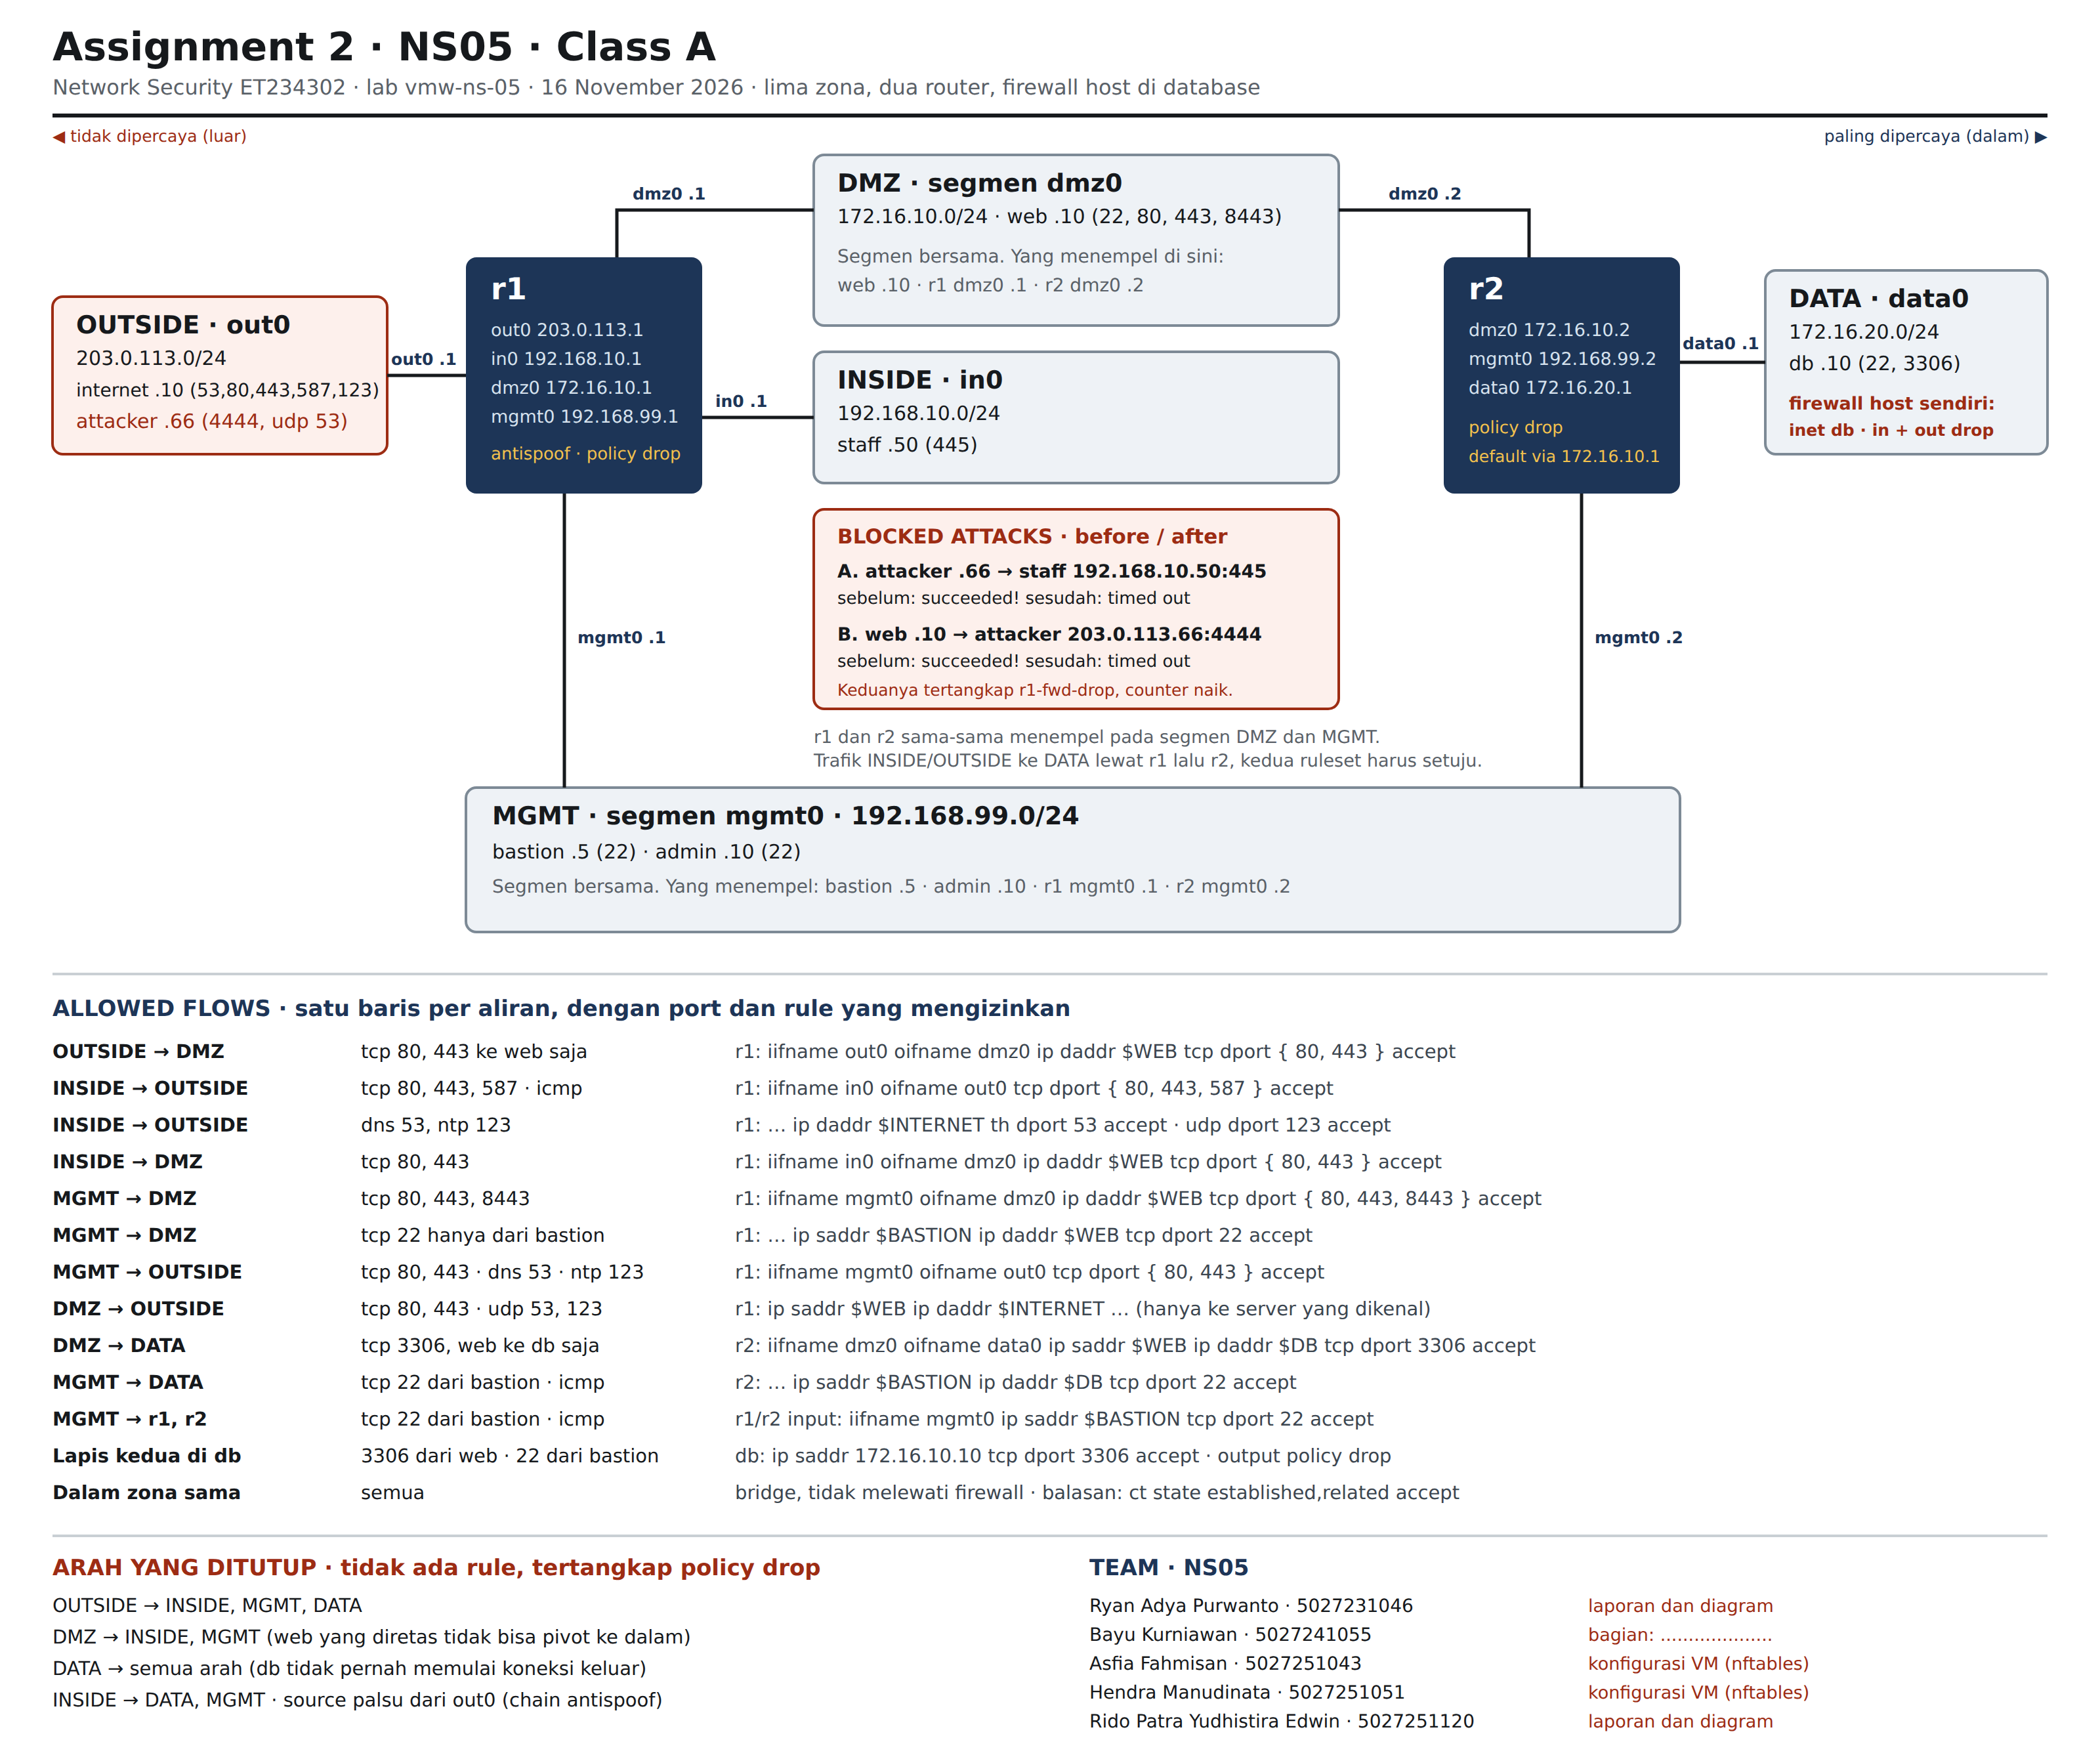 Assignment 2 · NS05 · Class A
Network Security ET234302 · lab vmw-ns-05 · 16 November 2026 · lima zona, dua router, firewall host di database
◀ tidak dipercaya (luar)
paling dipercaya (dalam) ▶
dmz0 .1
DMZ · segmen dmz0
172.16.10.0/24 · web .10 (22, 80, 443, 8443)
Segmen bersama. Yang menempel di sini:
web .10 · r1 dmz0 .1 · r2 dmz0 .2
dmz0 .2
OUTSIDE · out0
203.0.113.0/24
internet .10 (53,80,443,587,123)
attacker .66 (4444, udp 53)
out0 .1
r1
out0 203.0.113.1
in0 192.168.10.1
dmz0 172.16.10.1
mgmt0 192.168.99.1
antispoof · policy drop
in0 .1
INSIDE · in0
192.168.10.0/24
staff .50 (445)
r2
dmz0 172.16.10.2
mgmt0 192.168.99.2
data0 172.16.20.1
policy drop
default via 172.16.10.1
data0 .1
DATA · data0
172.16.20.0/24
db .10 (22, 3306)
firewall host sendiri:
inet db · in + out drop
BLOCKED ATTACKS · before / after
A. attacker .66 → staff 192.168.10.50:445
sebelum: succeeded! sesudah: timed out
B. web .10 → attacker 203.0.113.66:4444
sebelum: succeeded! sesudah: timed out
Keduanya tertangkap r1-fwd-drop, counter naik.
mgmt0 .1
mgmt0 .2
r1 dan r2 sama-sama menempel pada segmen DMZ dan MGMT.
Trafik INSIDE/OUTSIDE ke DATA lewat r1 lalu r2, kedua ruleset harus setuju.
MGMT · segmen mgmt0 · 192.168.99.0/24
bastion .5 (22) · admin .10 (22)
Segmen bersama. Yang menempel: bastion .5 · admin .10 · r1 mgmt0 .1 · r2 mgmt0 .2
ALLOWED FLOWS · satu baris per aliran, dengan port dan rule yang mengizinkan
OUTSIDE → DMZ tcp 80, 443 ke web saja r1: iifname out0 oifname dmz0 ip daddr $WEB tcp dport { 80, 443 } accept
INSIDE → OUTSIDE tcp 80, 443, 587 · icmp r1: iifname in0 oifname out0 tcp dport { 80, 443, 587 } accept
INSIDE → OUTSIDE dns 53, ntp 123 r1: … ip daddr $INTERNET th dport 53 accept · udp dport 123 accept
INSIDE → DMZ tcp 80, 443 r1: iifname in0 oifname dmz0 ip daddr $WEB tcp dport { 80, 443 } accept
MGMT → DMZ tcp 80, 443, 8443 r1: iifname mgmt0 oifname dmz0 ip daddr $WEB tcp dport { 80, 443, 8443 } accept
MGMT → DMZ tcp 22 hanya dari bastion r1: … ip saddr $BASTION ip daddr $WEB tcp dport 22 accept
MGMT → OUTSIDE tcp 80, 443 · dns 53 · ntp 123 r1: iifname mgmt0 oifname out0 tcp dport { 80, 443 } accept
DMZ → OUTSIDE tcp 80, 443 · udp 53, 123 r1: ip saddr $WEB ip daddr $INTERNET … (hanya ke server yang dikenal)
DMZ → DATA tcp 3306, web ke db saja r2: iifname dmz0 oifname data0 ip saddr $WEB ip daddr $DB tcp dport 3306 accept
MGMT → DATA tcp 22 dari bastion · icmp r2: … ip saddr $BASTION ip daddr $DB tcp dport 22 accept
MGMT → r1, r2 tcp 22 dari bastion · icmp r1/r2 input: iifname mgmt0 ip saddr $BASTION tcp dport 22 accept
Lapis kedua di db 3306 dari web · 22 dari bastion db: ip saddr 172.16.10.10 tcp dport 3306 accept · output policy drop
Dalam zona sama semua bridge, tidak melewati firewall · balasan: ct state established,related accept
ARAH YANG DITUTUP · tidak ada rule, tertangkap policy drop
OUTSIDE → INSIDE, MGMT, DATA
DMZ → INSIDE, MGMT (web yang diretas tidak bisa pivot ke dalam)
DATA → semua arah (db tidak pernah memulai koneksi keluar)
INSIDE → DATA, MGMT · source palsu dari out0 (chain antispoof)
TEAM · NS05
Ryan Adya Purwanto · 5027231046 laporan dan diagram
Bayu Kurniawan · 5027241055 bagian: ....................
Asfia Fahmisan · 5027251043 konfigurasi VM (nftables)
Hendra Manudinata · 5027251051 konfigurasi VM (nftables)
Rido Patra Yudhistira Edwin · 5027251120 laporan dan diagram